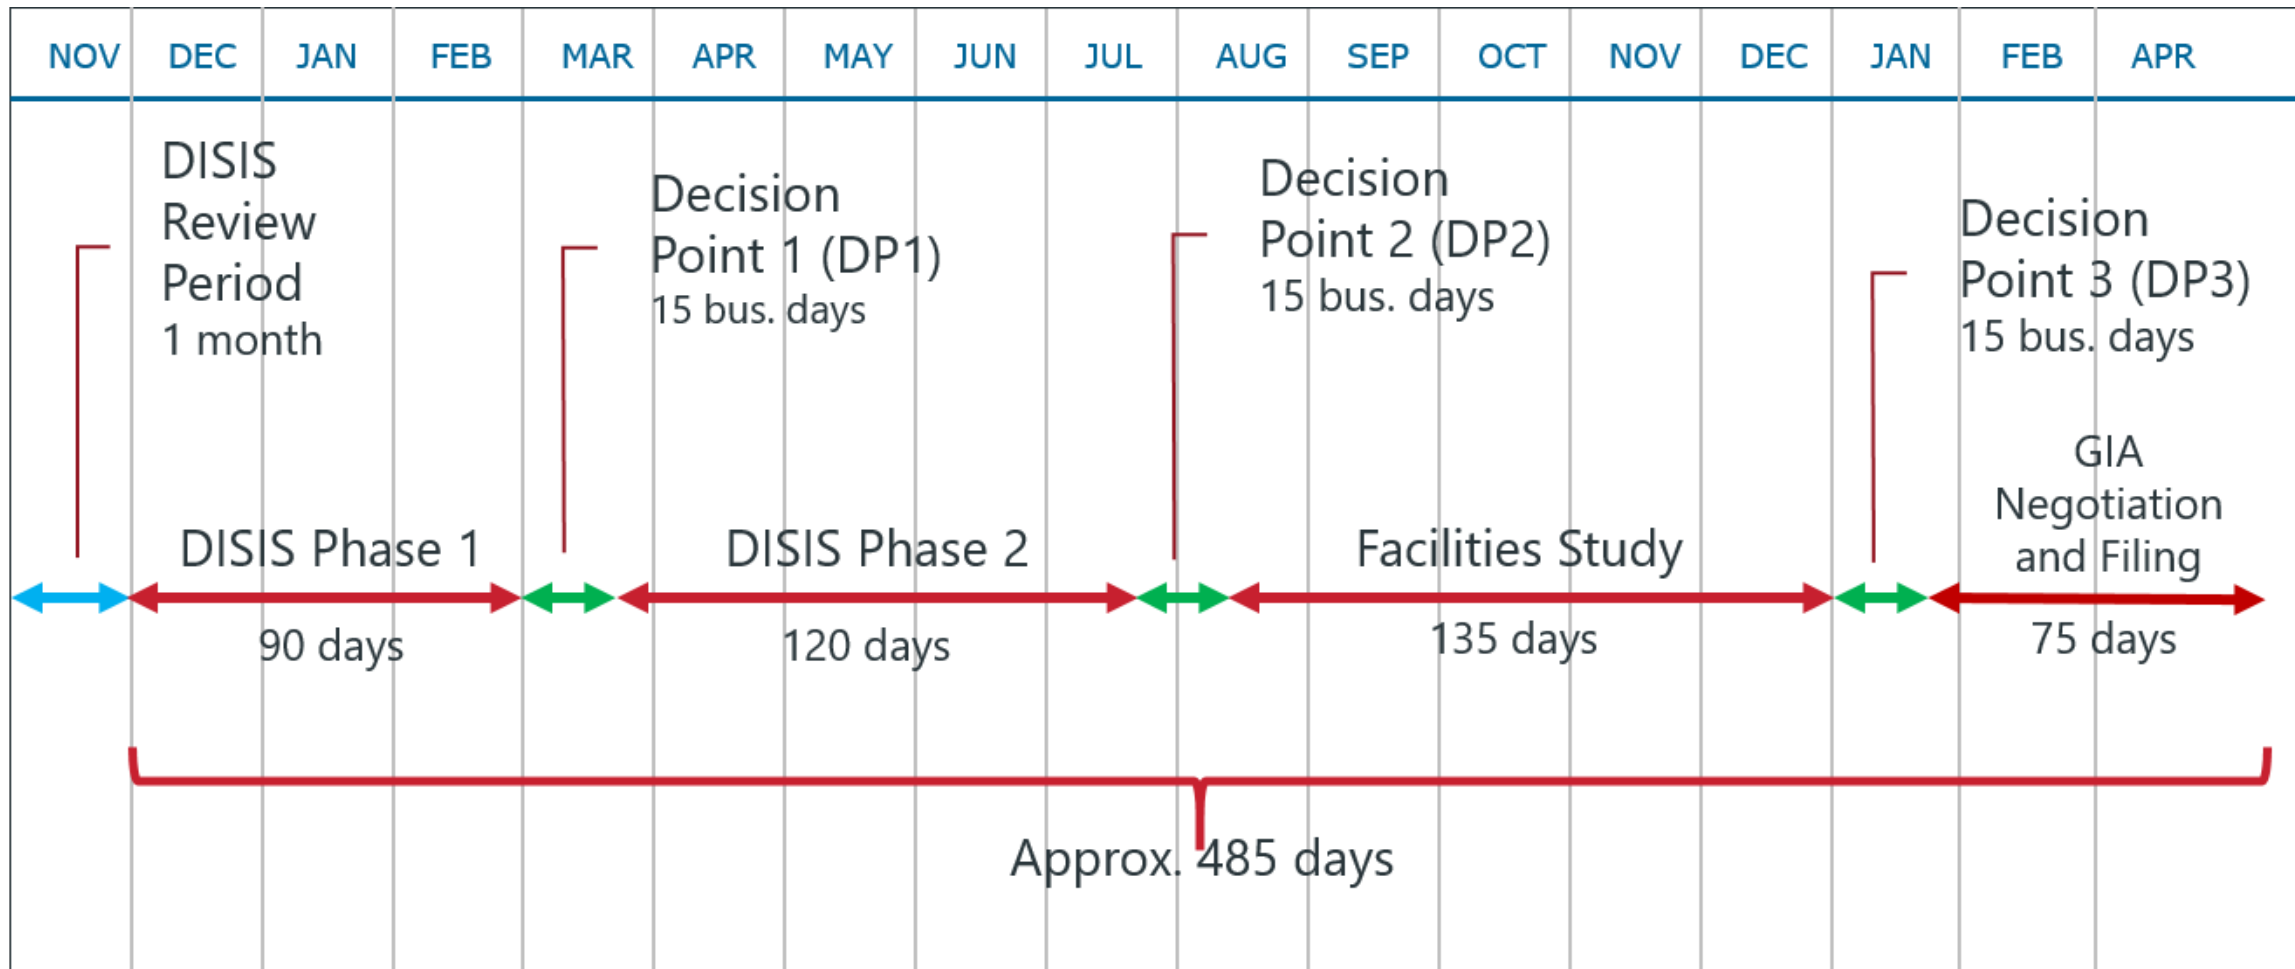 NOV DEC JAN FEB MAR APR MAY JUN JUL AUG SEP OCT NOV DEC JAN FEB APR
DISIS
Review
Period
1 month
Decision
Point 1 (DP1)
15 bus. days
Decision
Point 2 (DP2)
15 bus. days
Decision
Point 3 (DP3)
15 bus. days
DISIS Phase 1
90 days
DISIS Phase 2
120 days
Facilities Study
135 days
GIA
Negotiation
and Filing
75 days
Approx. 485 days